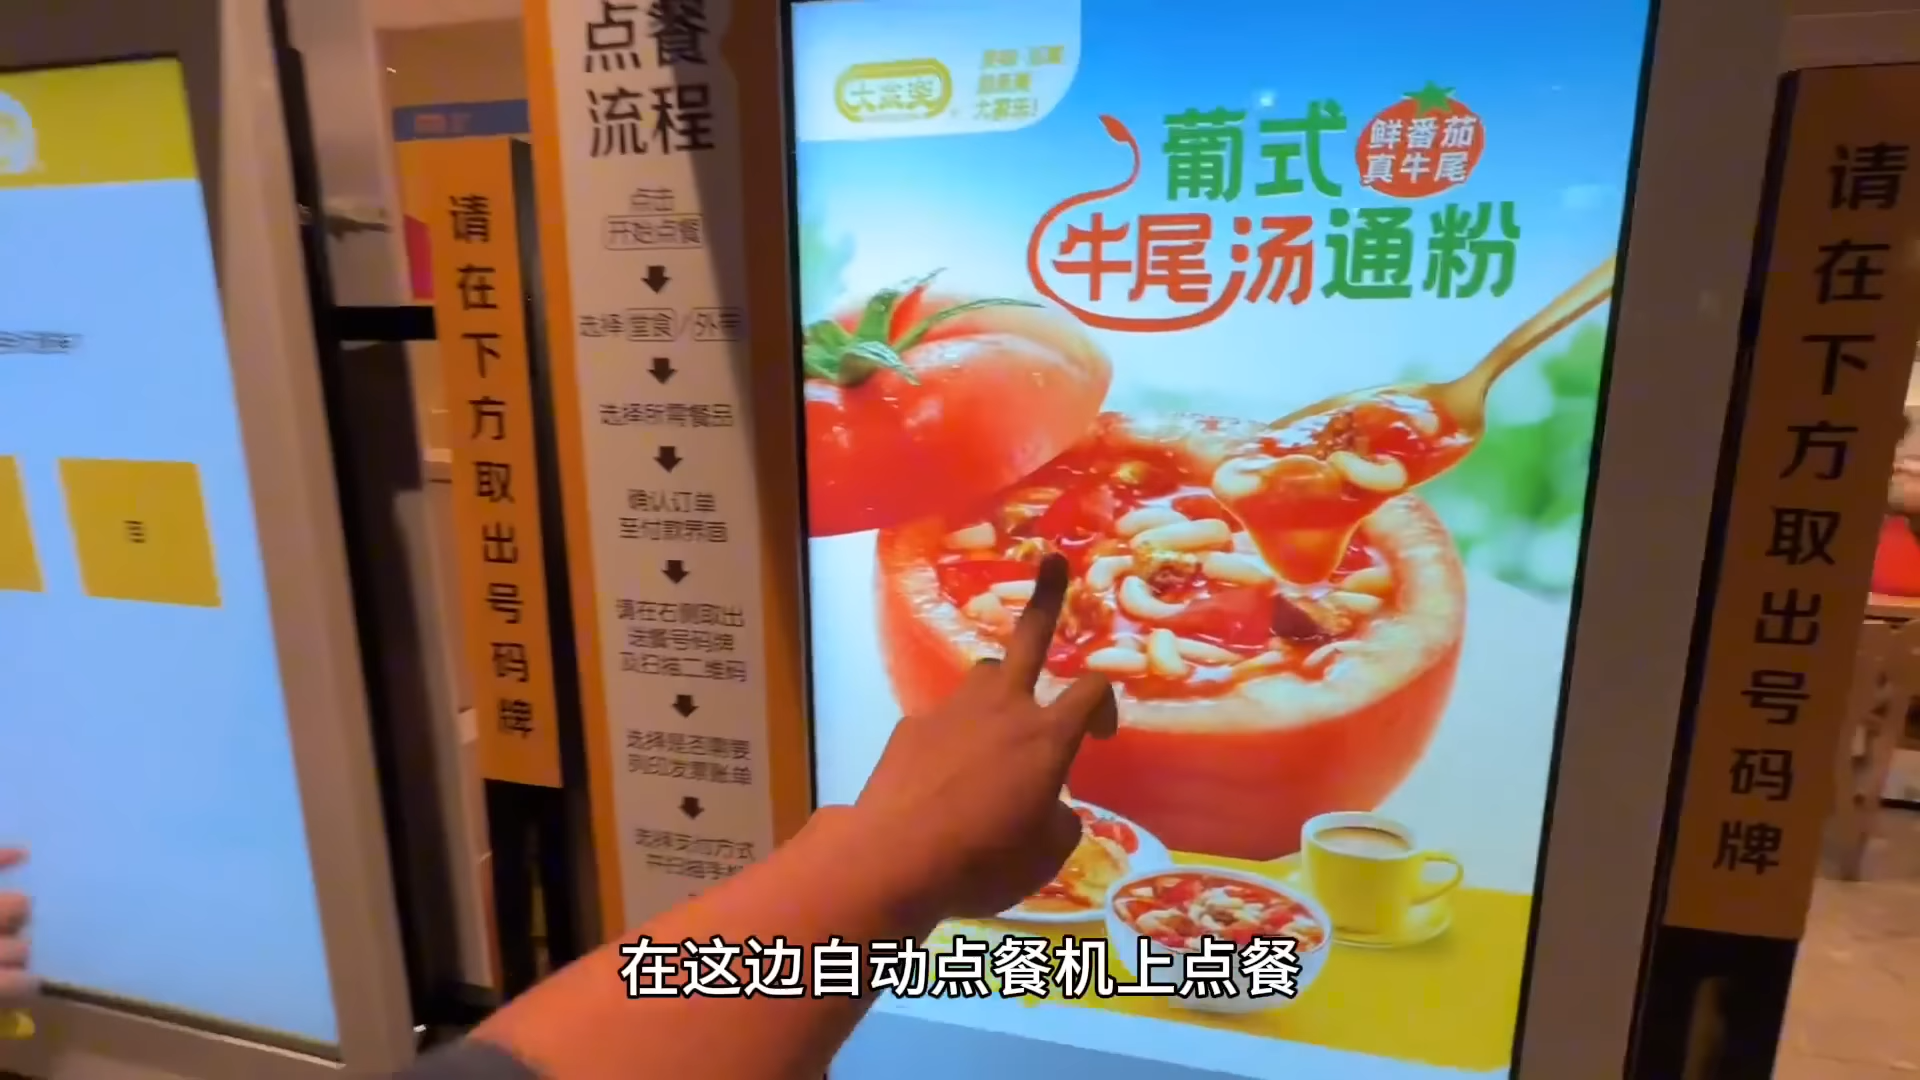 点餐
流程
点击
开始点餐
选择堂食/外带
选择所需餐品
确认订单
至付款界面
请在右侧取出
送餐号码牌
及扫描二维码
选择是否需要
列印发票账单
选择支付方式
请在下方取出号码牌
大家乐
大家乐!
葡式
鲜番茄
真牛尾
牛尾汤通粉
请在下方取出号码牌
在这边自动点餐机上点餐